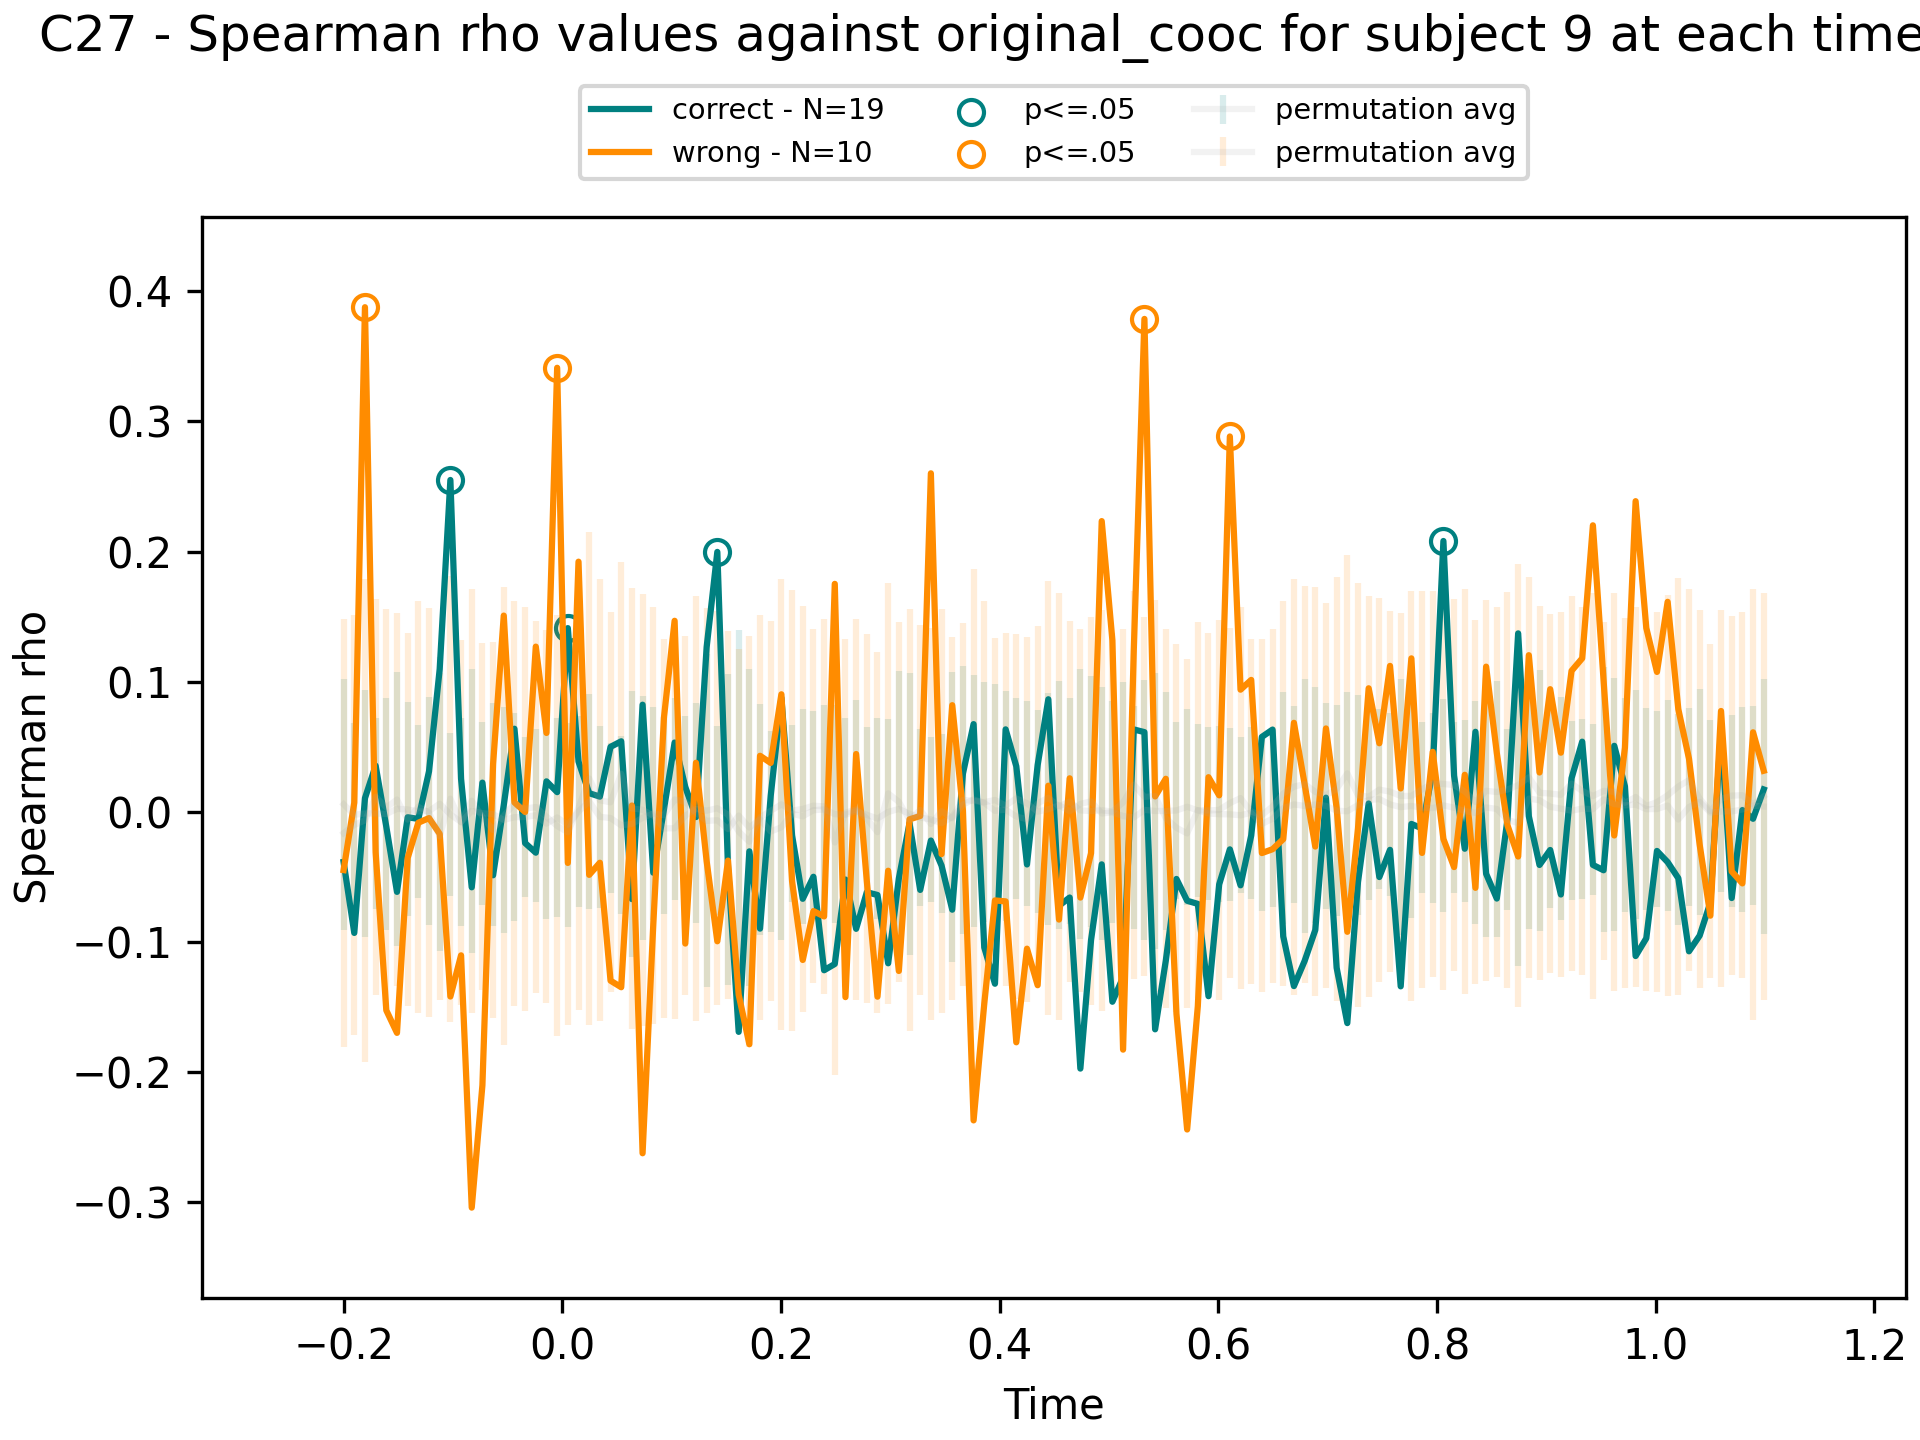 C27 - Spearman rho values against original_cooc for subject 9 at each time
correct - N=19 p<=.05 permutation avg
wrong - N=10 p<=.05 permutation avg
Spearman rho
0.4
0.3
0.2
0.1
0.0
−0.1
−0.2
−0.3
−0.2 0.0 0.2 0.4 0.6 0.8 1.0 1.2
Time